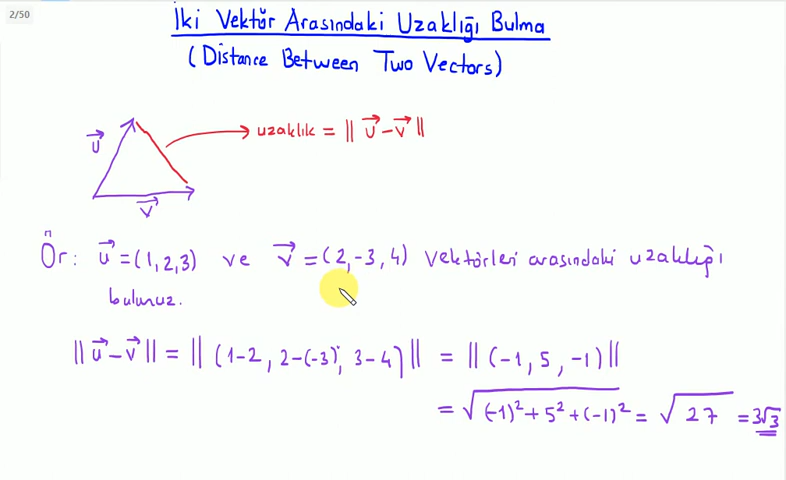 2/50
İki Vektör Arasındaki Uzaklığı Bulma
(Distance Between Two Vectors)
u⃗ uzaklık = || u⃗ - v⃗ ||
v⃗
Ör: u⃗ = (1,2,3) ve v⃗ = (2,-3,4) vektörleri arasındaki uzaklığı
bulunuz.
|| u⃗ - v⃗ || = || (1-2, 2-(-3), 3-4) || = || (-1, 5, -1) ||
= √((-1)² + 5² + (-1)²) = √27 = 3√3